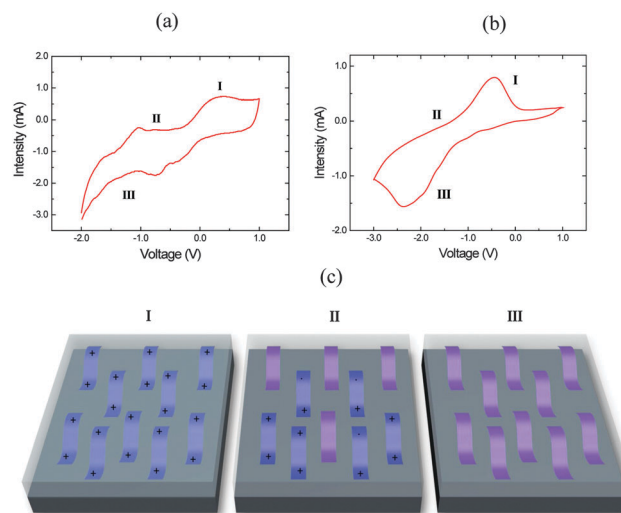 (a)
(b)
2.0
1.0
0.0
-1.0
-2.0
-3.0
Intensity (mA)
I
II
III
-2.0 -1.0 0.0 1.0
Voltage (V)
1.0
0.0
-1.0
-2.0
Intensity (mA)
I
II
III
-3.0 -2.0 -1.0 0.0 1.0
Voltage (V)
(c)
I II III